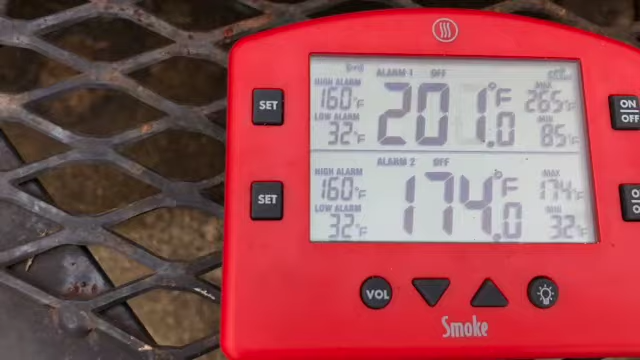 ALARM 1 OFF
HIGH ALARM
160°F
LOW ALARM
32°F
201.0°F
MAX
265°F
MIN
85°F
ALARM 2 OFF
HIGH ALARM
160°F
LOW ALARM
32°F
174.0°F
MAX
174°F
MIN
32°F
SET
SET
ON
OFF
VOL
Smoke